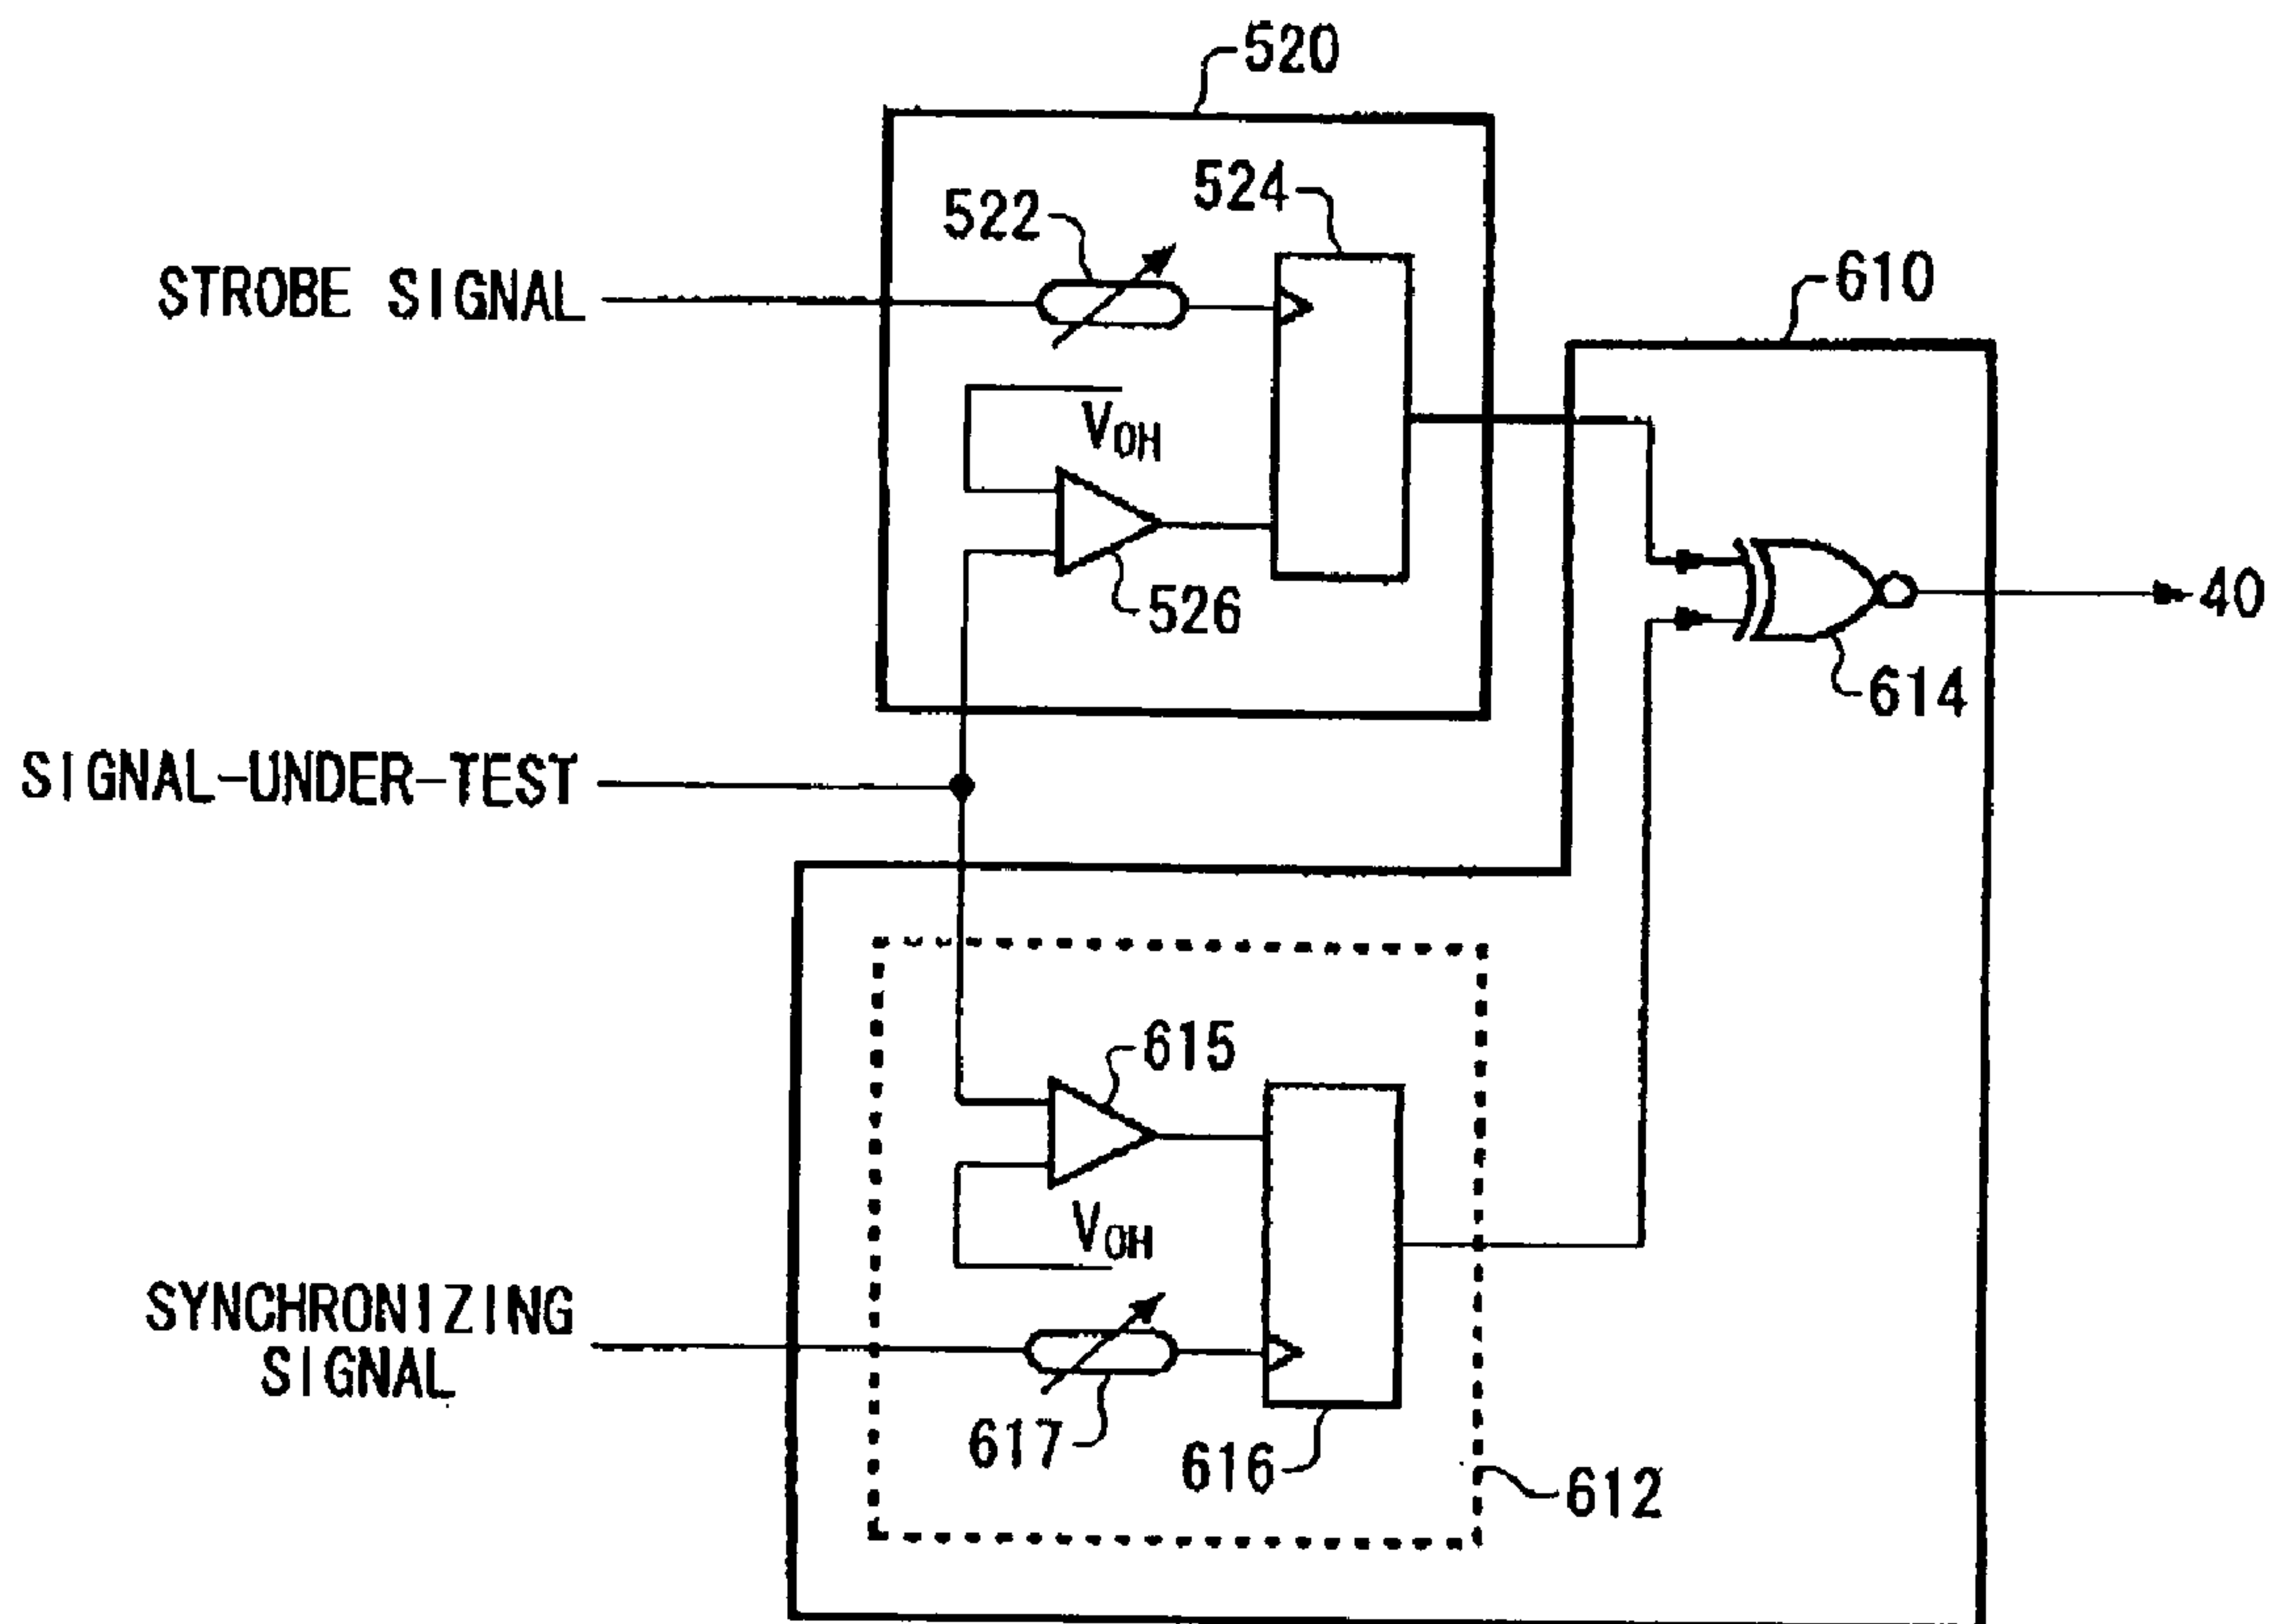 520
524
522
STROBE SIGNAL
610
VOH
526
40
614
SIGNAL-UNDER-TEST
615
VOH
SYNCHRONIZING
SIGNAL
617
616
612